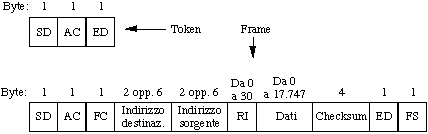 Byte: 1 1 1
SD AC ED Token Frame
Da 0 Da 0
Byte: 1 1 1 2 opp. 6 2 opp. 6 a 30 a 17.747 4 1 1
SD AC FC Indirizzo Indirizzo RI Dati Checksum ED FS
destinaz. sorgente